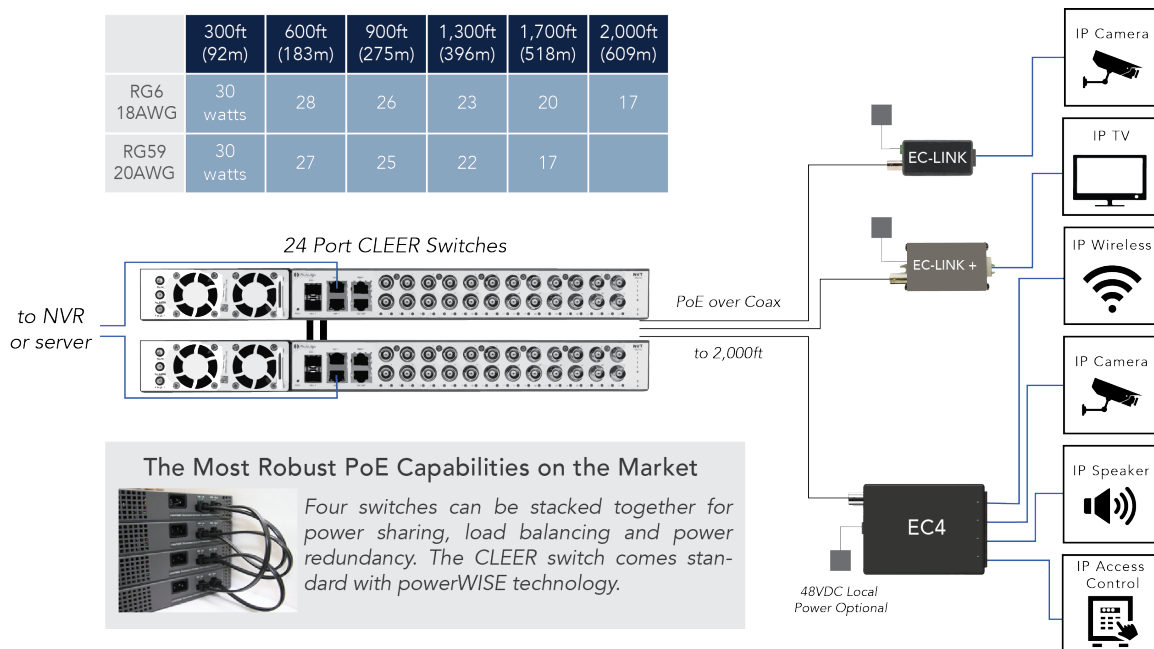 300ft 600ft 900ft 1,300ft 1,700ft 2,000ft
(92m) (183m) (275m) (396m) (518m) (609m)
RG6
18AWG
30
watts
28 26 23 20 17
RG59
20AWG
30
watts
27 25 22 17
24 Port CLEER Switches
to NVR
or server
PoE over Coax
to 2,000ft
EC-LINK
EC-LINK +
EC4
48VDC Local
Power Optional
IP Camera
IP TV
IP Wireless
IP Camera
IP Speaker
IP Access
Control
NVT
NVT
The Most Robust PoE Capabilities on the Market
Four switches can be stacked together for
power sharing, load balancing and power
redundancy. The CLEER switch comes stan-
dard with powerWISE technology.